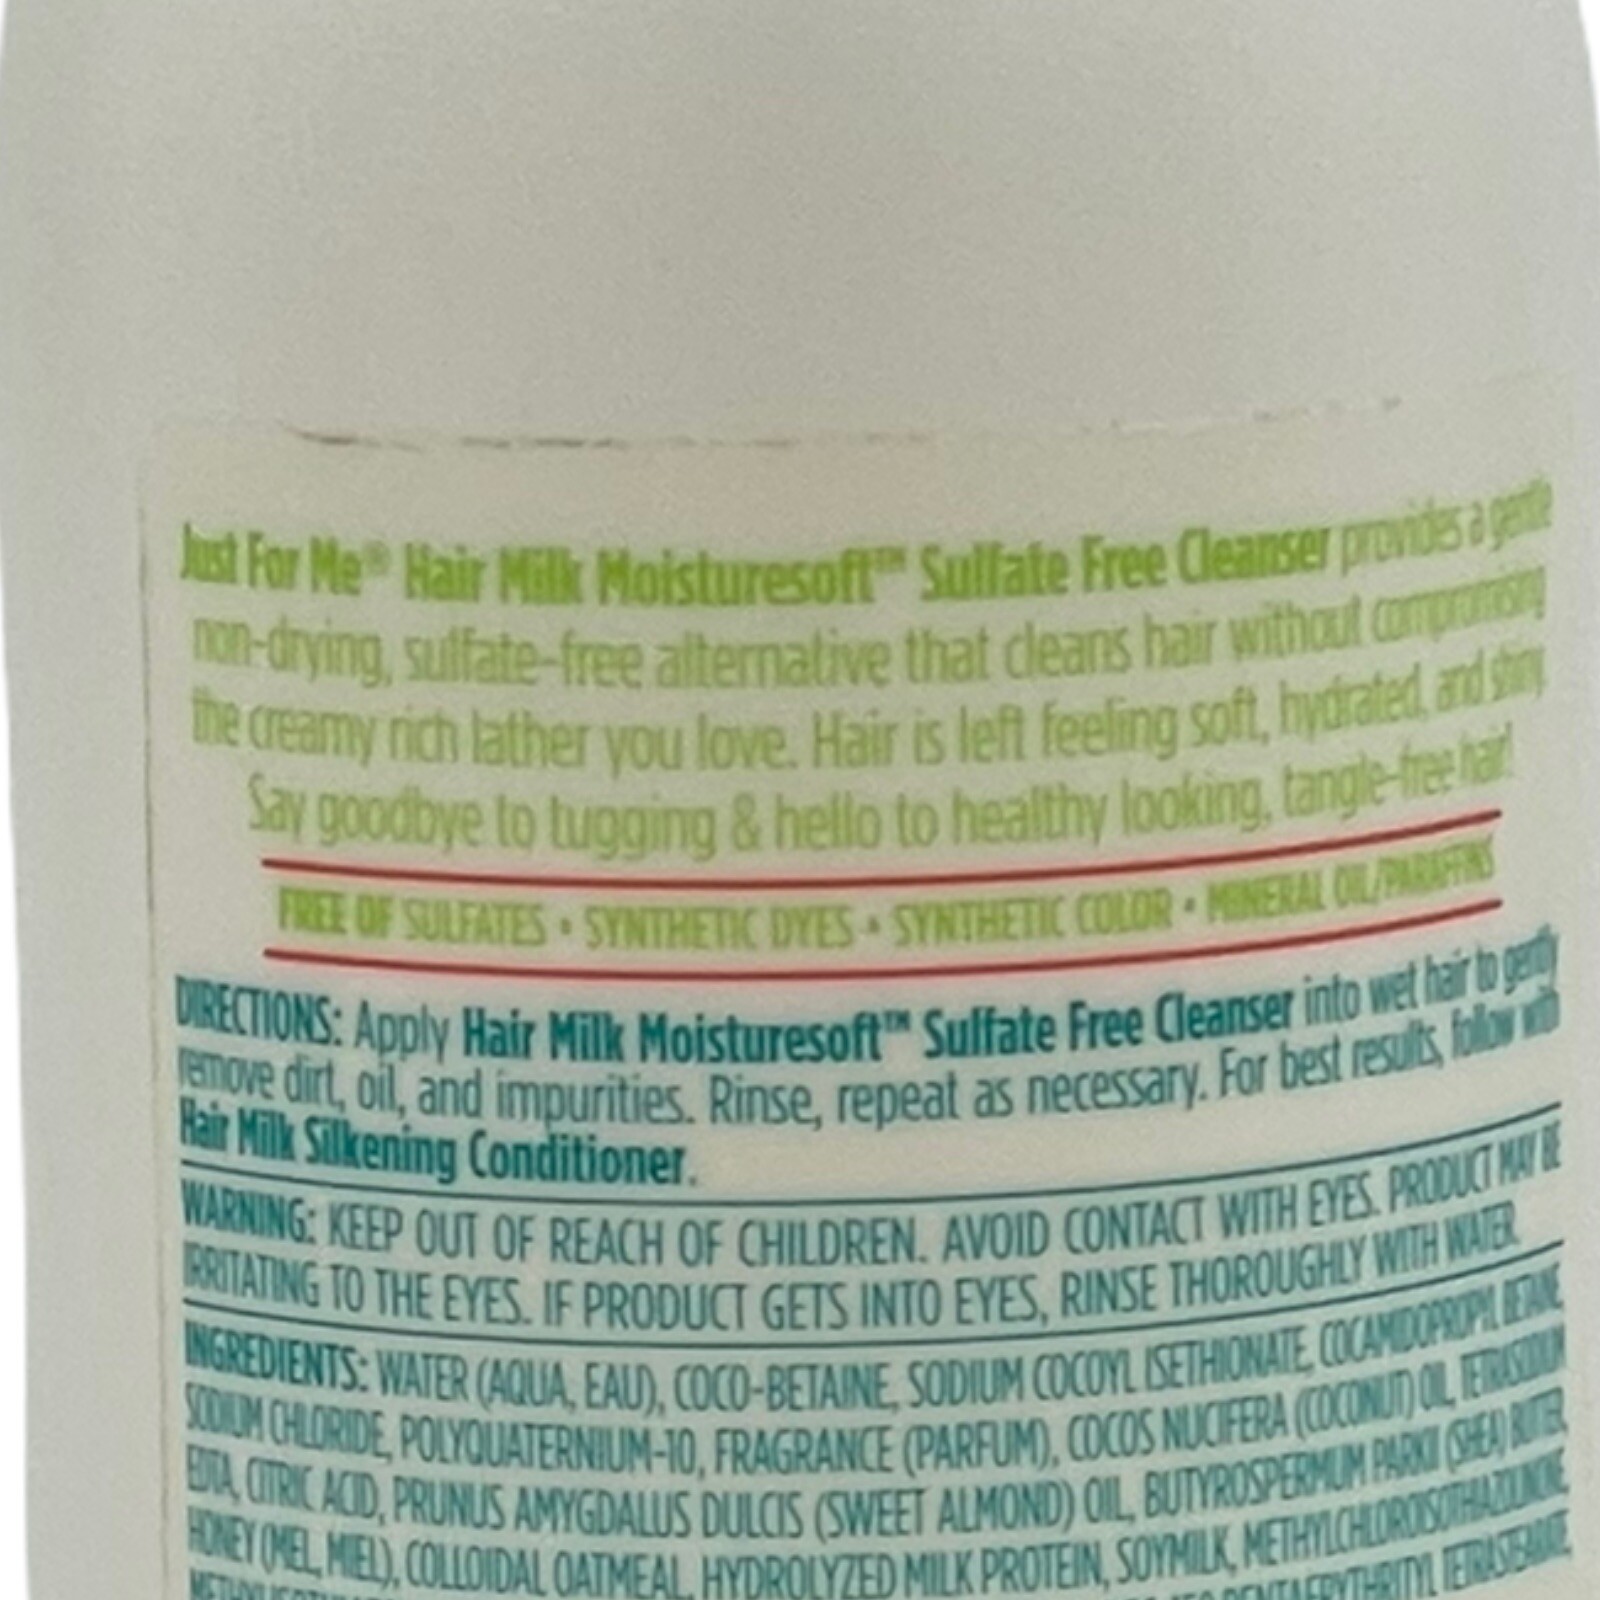 Just For Me® Hair Milk Moisturesoft™ Sulfate Free Cleanser provides a gentle
non-drying, sulfate-free alternative that cleans hair without compromising
the creamy rich lather you love. Hair is left feeling soft, hydrated, and shiny.
Say goodbye to tugging & hello to healthy looking, tangle-free hair!
FREE OF SULFATES • SYNTHETIC DYES • SYNTHETIC COLOR • MINERAL OIL/PARAFFINS
DIRECTIONS: Apply Hair Milk Moisturesoft™ Sulfate Free Cleanser into wet hair to gently
remove dirt, oil, and impurities. Rinse, repeat as necessary. For best results, follow with
Hair Milk Silkening Conditioner.
WARNING: KEEP OUT OF REACH OF CHILDREN. AVOID CONTACT WITH EYES. PRODUCT MAY BE
IRRITATING TO THE EYES. IF PRODUCT GETS INTO EYES, RINSE THOROUGHLY WITH WATER.
INGREDIENTS: WATER (AQUA, EAU), COCO-BETAINE, SODIUM COCOYL ISETHIONATE, COCAMIDOPROPYL BETAINE,
SODIUM CHLORIDE, POLYQUATERNIUM-10, FRAGRANCE (PARFUM), COCOS NUCIFERA (COCONUT) OIL, TETRASODIUM
EDTA, CITRIC ACID, PRUNUS AMYGDALUS DULCIS (SWEET ALMOND) OIL, BUTYROSPERMUM PARKII (SHEA) BUTTER,
HONEY (MEL, MIEL), COLLOIDAL OATMEAL, HYDROLYZED MILK PROTEIN, SOYMILK, METHYLCHLOROISOTHIAZOLINONE,
PENTAERYTHRITYL TETRASTEARATE